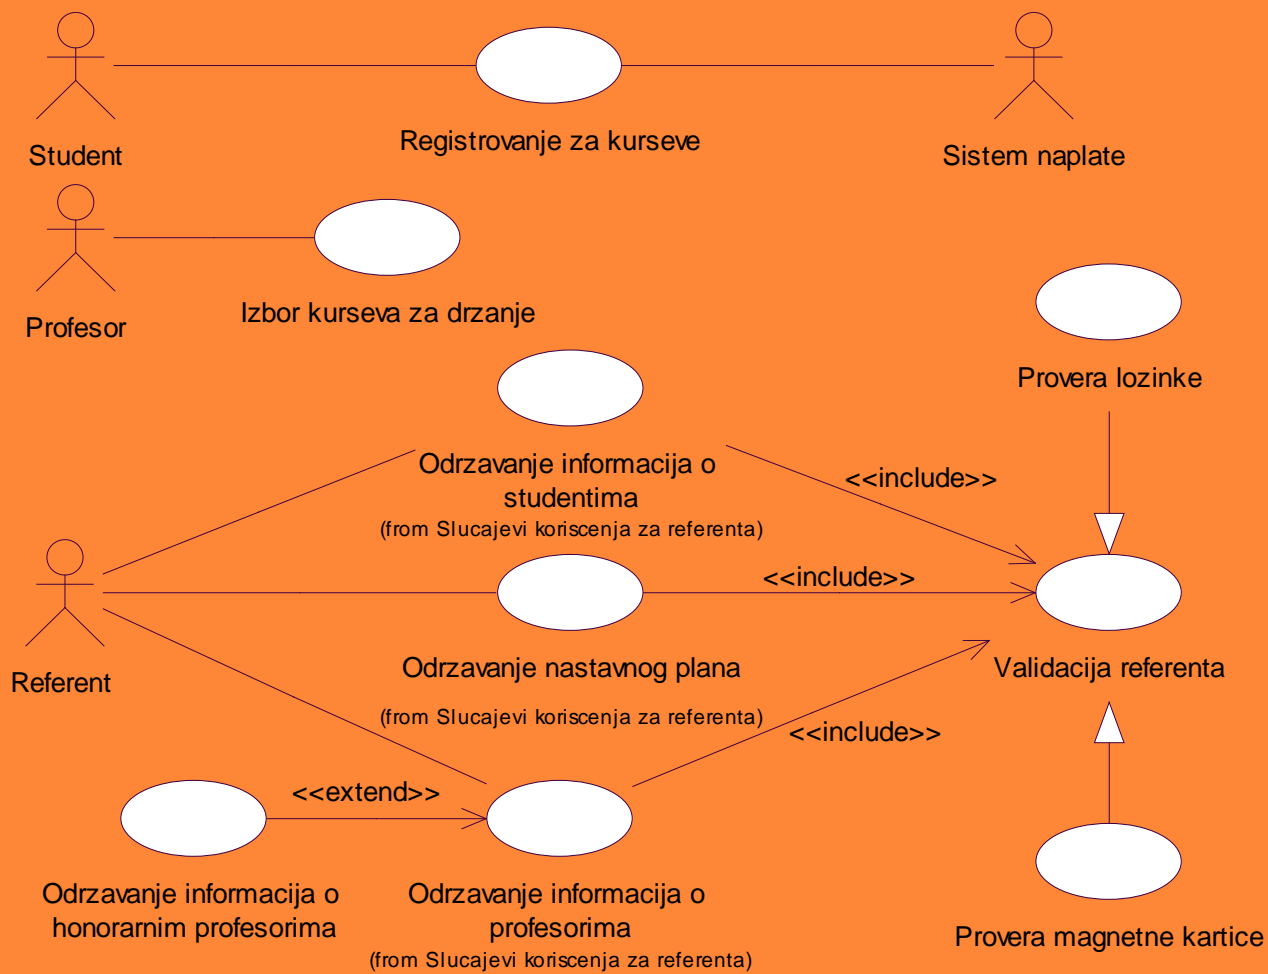 Student
Registrovanje za kurseve
Sistem naplate
Profesor
Izbor kurseva za drzanje
Provera lozinke
Odrzavanje informacija o
studentima
(from Slucajevi koriscenja za referenta)
<<include>>
<<include>>
Referent
Odrzavanje nastavnog plana
(from Slucajevi koriscenja za referenta)
Validacija referenta
<<include>>
<<extend>>
Odrzavanje informacija o
honorarnim profesorima
Odrzavanje informacija o
profesorima
(from Slucajevi koriscenja za referenta)
Provera magnetne kartice